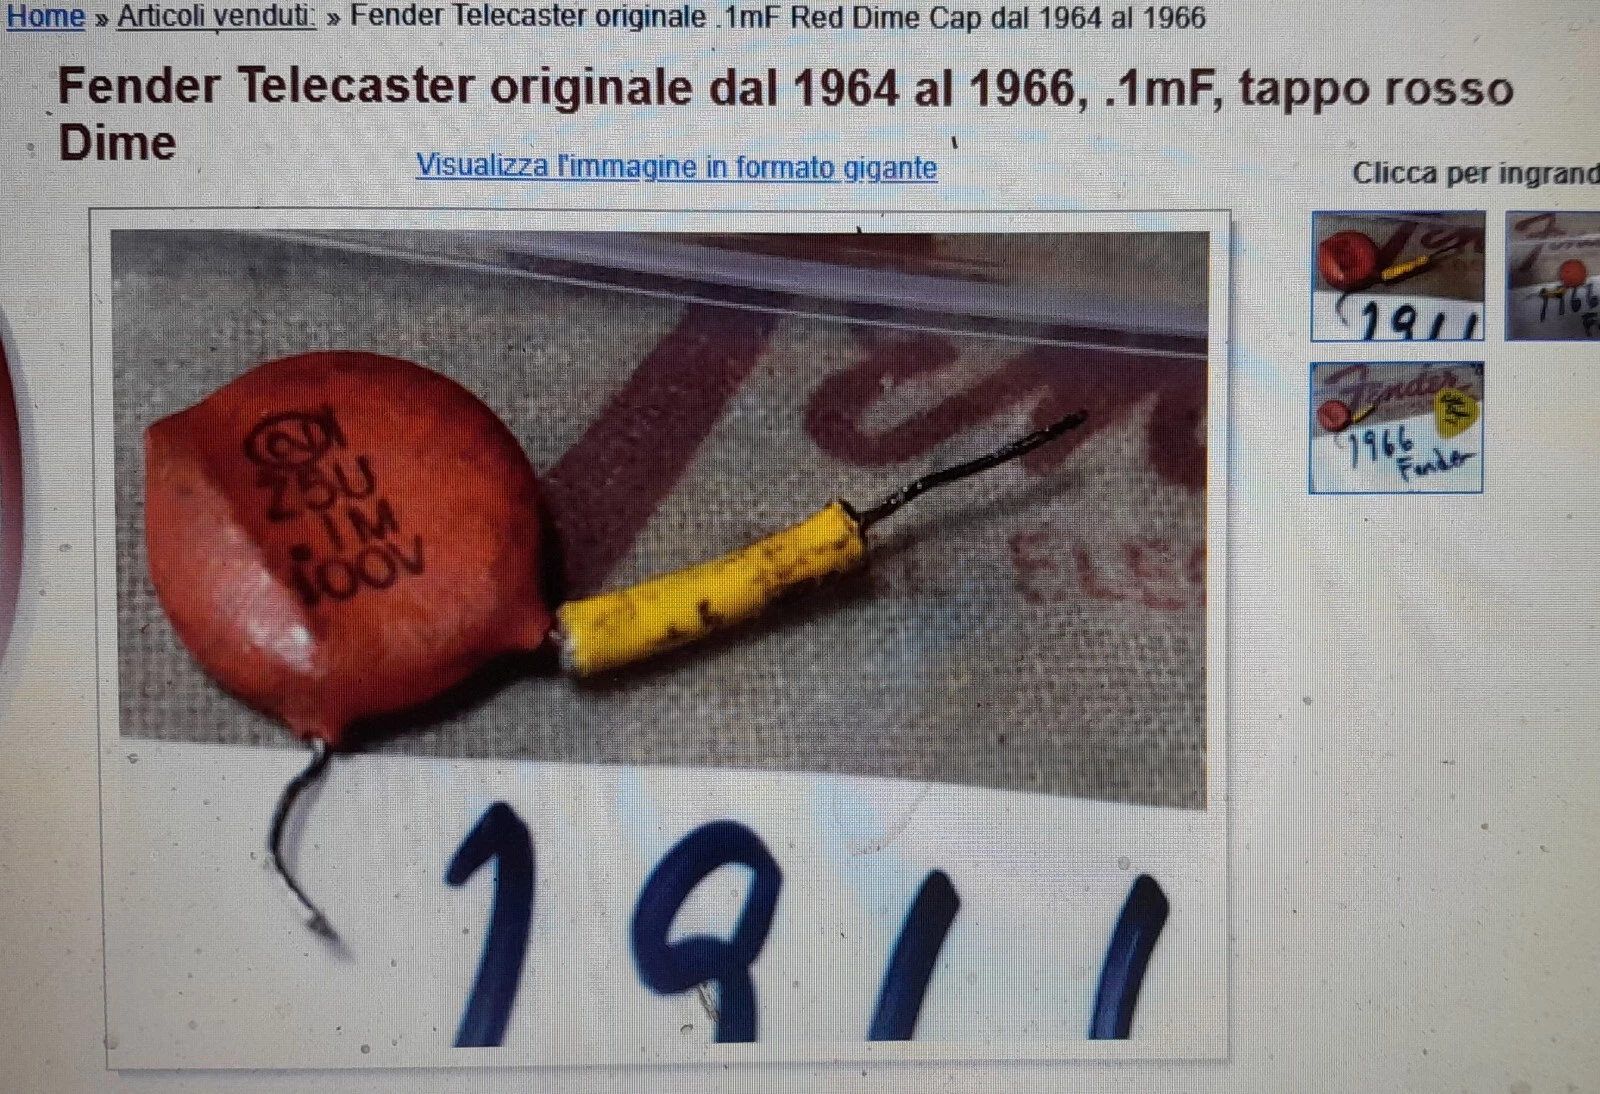 Home » Articoli venduti: » Fender Telecaster originale .1mF Red Dime Cap dal 1964 al 1966
Fender Telecaster originale dal 1964 al 1966, .1mF, tappo rosso
Dime
Visualizza l'immagine in formato gigante
Clicca per ingrand
Z5U
.1M
100V
ELE
1911
1911
1966
Fender
1966
Fender